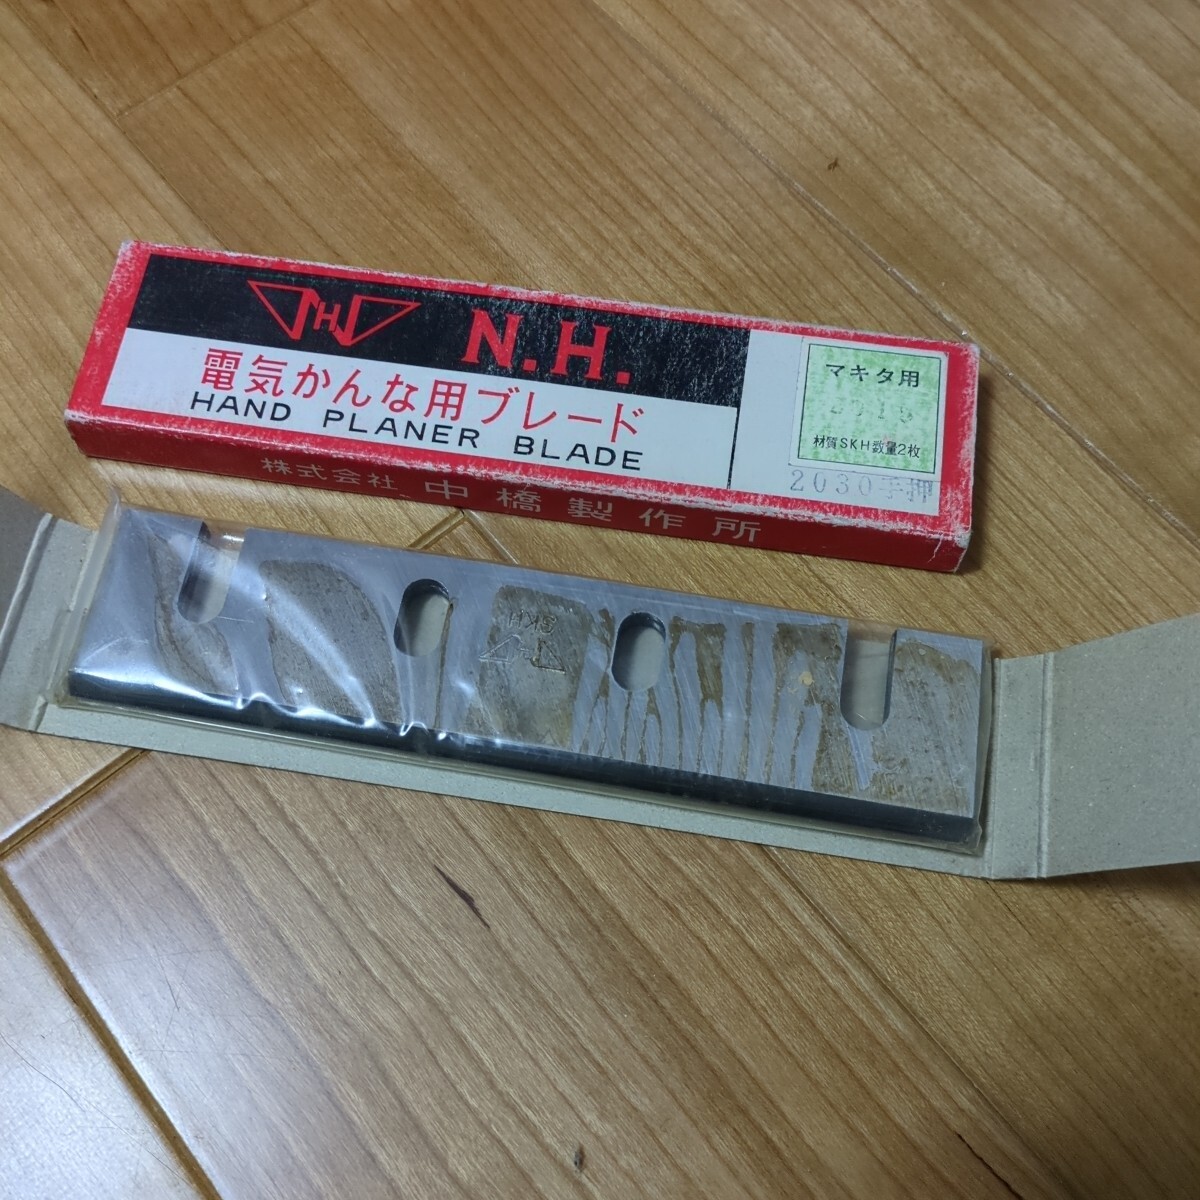 NHJ
N.H.
電気かんな用ブレード
HAND PLANER BLADE
マキタ用
材質SKH数量2枚
2030手押
株式会社 中橋製作所
SKH